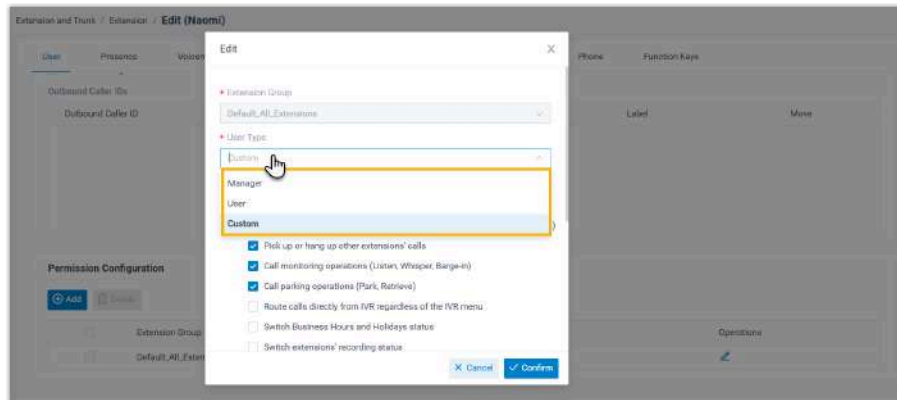 Extension and Trunk / Extension / Edit (Naomi)
User Presence Voicem Phone Function Keys
Edit X
Outbound Caller IDs
Outbound Caller ID Label Move
* Extension Group
Default_All_Extensions
* User Type
Custom
Manager
User
Custom
Pick up or hang up other extensions' calls
Call monitoring operations (Listen, Whisper, Barge-in)
Call parking operations (Park, Retrieve)
Route calls directly from IVR regardless of the IVR menu
Switch Business Hours and Holidays status
Switch extensions' recording status
Permission Configuration
Add Delete
Extension Group Operations
Default_All_Exten
Cancel Confirm